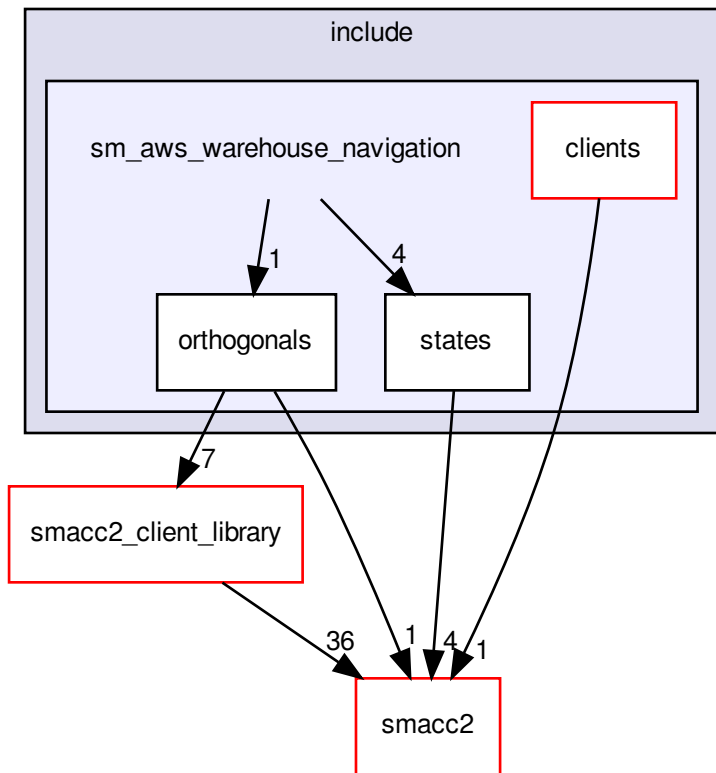 include
sm_aws_warehouse_navigation
clients
1
4
orthogonals
states
7
smacc2_client_library
36
1
4
1
smacc2